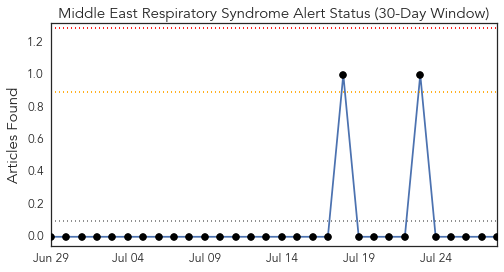 Middle East Respiratory Syndrome Alert Status (30-Day Window)
Articles Found
1.2
1.0
0.8
0.6
0.4
0.2
0.0
Jun 29 Jul 04 Jul 09 Jul 14 Jul 19 Jul 24